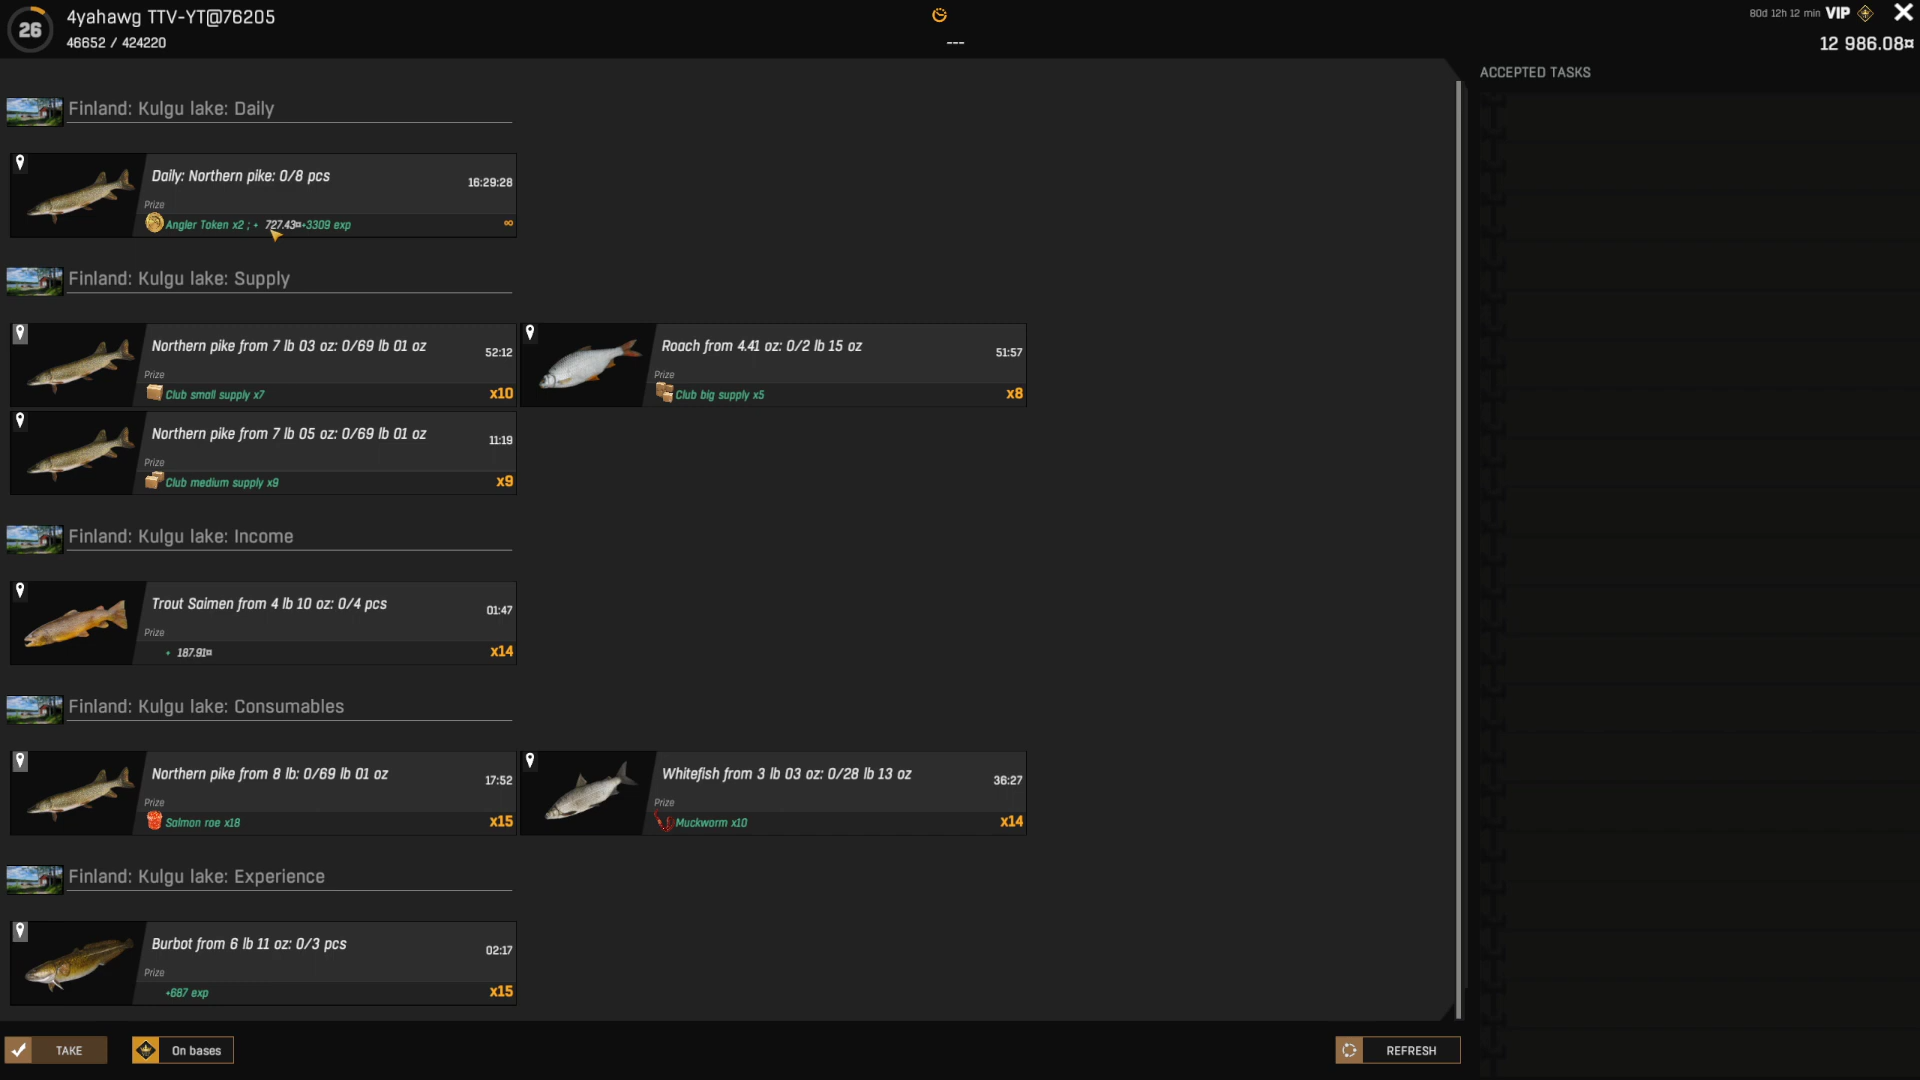 26
4yahawg TTV-YT@76205
46652 / 424220
---
80d 12h 12 min VIP
12 986.08¤
ACCEPTED TASKS
Finland: Kulgu lake: Daily
Daily: Northern pike: 0/8 pcs
16:29:28
Prize
Angler Token x2 ; + 727.43¤+3309 exp
∞
Finland: Kulgu lake: Supply
Northern pike from 7 lb 03 oz: 0/69 lb 01 oz
52:12
Prize
Club small supply x7
x10
Roach from 4.41 oz: 0/2 lb 15 oz
51:57
Prize
Club big supply x5
x8
Northern pike from 7 lb 05 oz: 0/69 lb 01 oz
11:19
Prize
Club medium supply x9
x9
Finland: Kulgu lake: Income
Trout Saimen from 4 lb 10 oz: 0/4 pcs
01:47
Prize
+ 187.91¤
x14
Finland: Kulgu lake: Consumables
Northern pike from 8 lb: 0/69 lb 01 oz
17:52
Prize
Salmon roe x18
x15
Whitefish from 3 lb 03 oz: 0/28 lb 13 oz
36:27
Prize
Muckworm x10
x14
Finland: Kulgu lake: Experience
Burbot from 6 lb 11 oz: 0/3 pcs
02:17
Prize
+687 exp
x15
TAKE
On bases
REFRESH